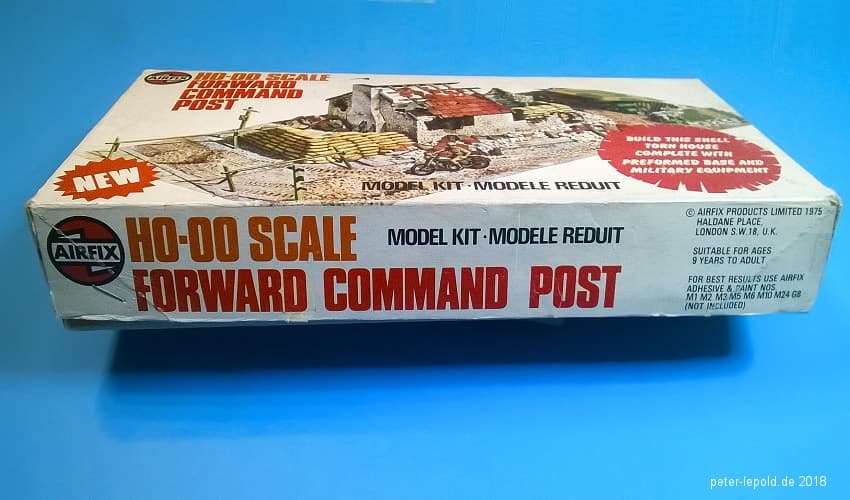 AIRFIX
HO-OO SCALE
FORWARD
COMMAND
POST
NEW
BUILD THIS SHELL
TORN HOUSE
COMPLETE WITH
PREFORMED BASE AND
MILITARY EQUIPMENT
MODEL KIT·MODELE REDUIT
AIRFIX
HO-OO SCALE
FORWARD COMMAND POST
MODEL KIT·MODELE REDUIT
© AIRFIX PRODUCTS LIMITED 1975
HALDANE PLACE,
LONDON S.W.18, U.K.
SUITABLE FOR AGES
9 YEARS TO ADULT
FOR BEST RESULTS USE AIRFIX
ADHESIVE & PAINT NOS.
M1 M2 M3 M5 M6 M10 M24 G8
(NOT INCLUDED)
peter-lepold.de 2018